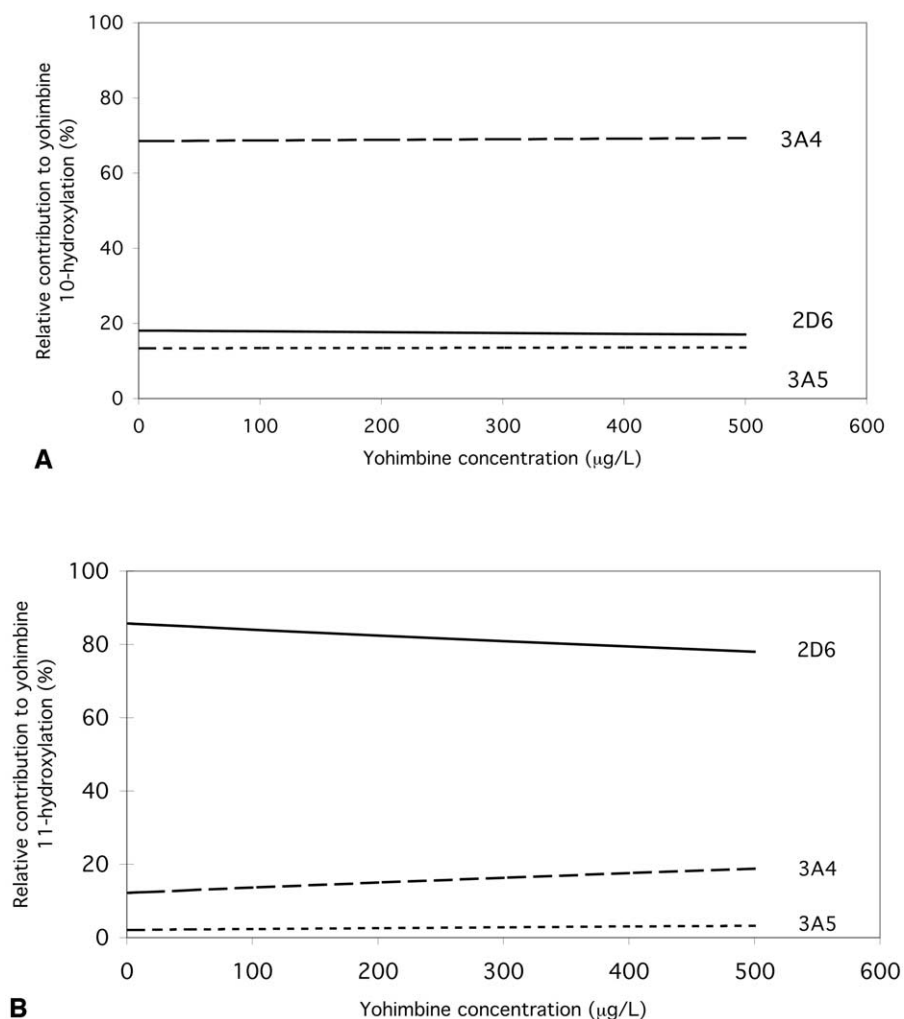 100
80
60
40
20
0
Relative contribution to yohimbine
10-hydroxylation (%)
3A4
2D6
3A5
0 100 200 300 400 500 600
Yohimbine concentration (μg/L)
A
100
80
60
40
20
0
Relative contribution to yohimbine
11-hydroxylation (%)
2D6
3A4
3A5
0 100 200 300 400 500 600
Yohimbine concentration (μg/L)
B